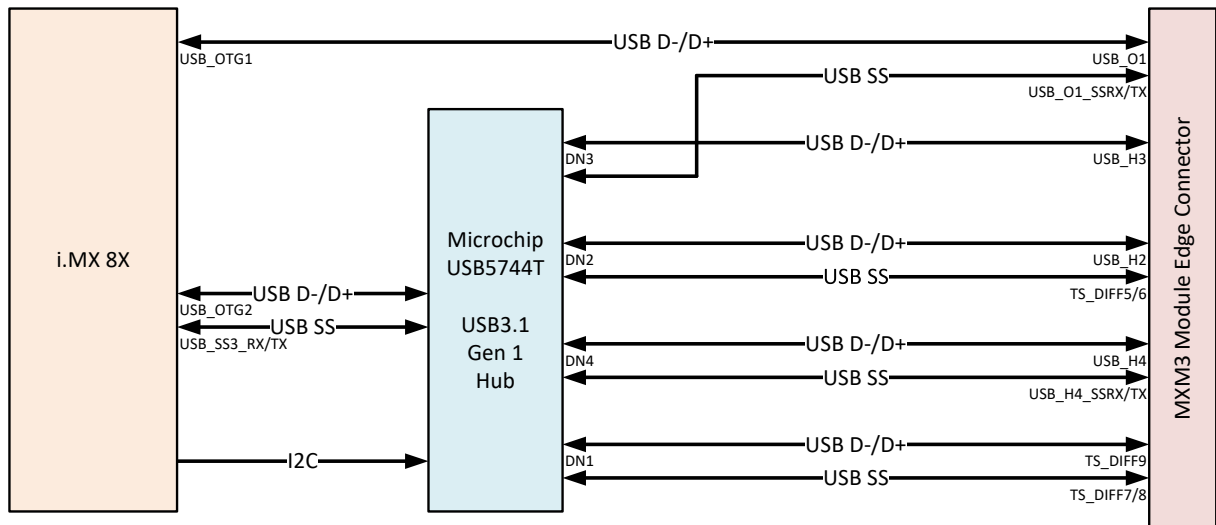 USB D-/D+
USB_OTG1
USB_O1
USB SS
USB_O1_SSRX/TX
USB D-/D+
DN3
USB_H3
i.MX 8X
Microchip
USB5744T
USB3.1
Gen 1
Hub
MXM3 Module Edge Connector
USB D-/D+
DN2
USB_H2
USB SS
TS_DIFF5/6
USB D-/D+
USB_OTG2
USB SS
USB_SS3_RX/TX
USB D-/D+
DN4
USB_H4
USB SS
USB_H4_SSRX/TX
I2C
USB D-/D+
DN1
TS_DIFF9
USB SS
TS_DIFF7/8